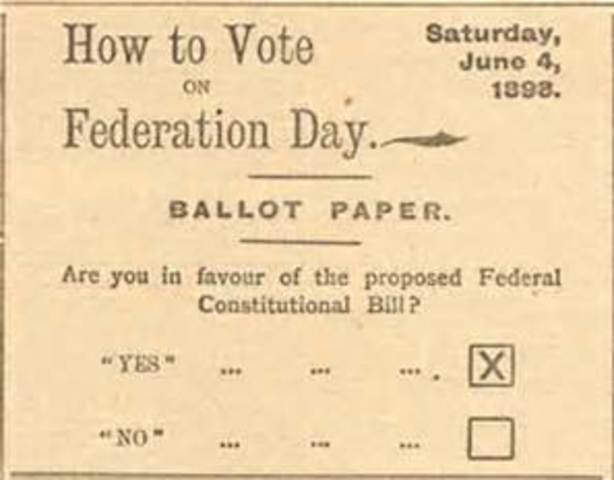 How to Vote
ON
Federation Day.
Saturday,
June 4,
1898.
BALLOT PAPER.
Are you in favour of the proposed Federal
Constitutional Bill?
"YES" ... ... ... . X
"NO" ... ... ...